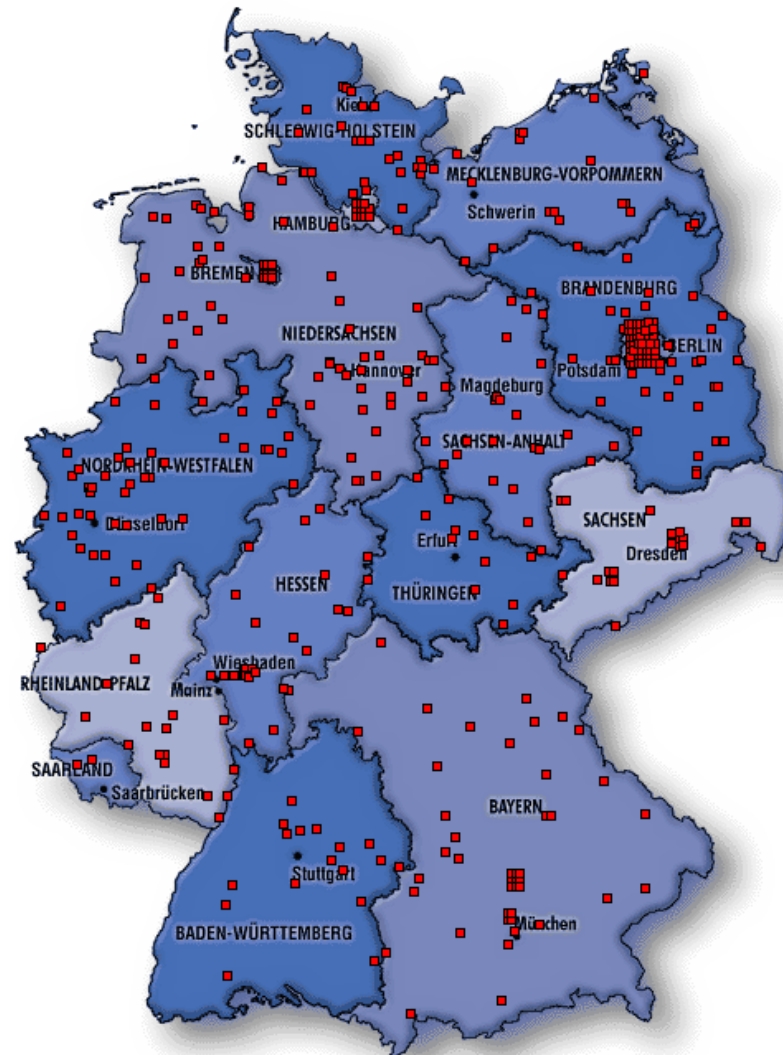 Kiel
SCHLESWIG-HOLSTEIN
MECKLENBURG-VORPOMMERN
Schwerin
HAMBURG
BREMEN
BRANDENBURG
NIEDERSACHSEN
BERLIN
Hannover
Potsdam
Magdeburg
SACHSEN-ANHALT
NORDRHEIN-WESTFALEN
Düsseldorf
SACHSEN
Erfurt
Dresden
HESSEN
THÜRINGEN
Wiesbaden
RHEINLAND-PFALZ
Mainz
SAARLAND
Saarbrücken
BAYERN
Stuttgart
München
BADEN-WÜRTTEMBERG